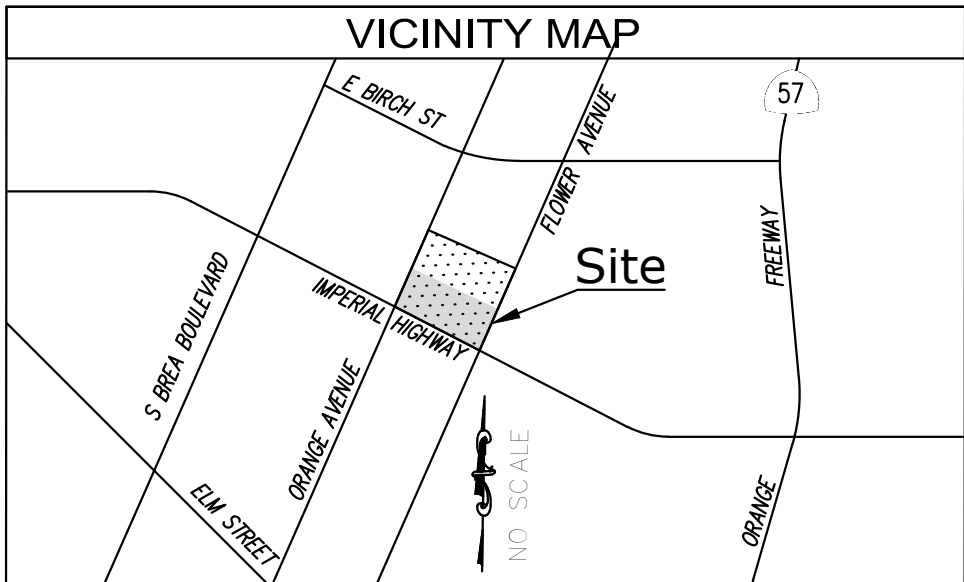 VICINITY MAP
E BIRCH ST
FLOWER AVENUE
57
FREEWAY
Site
S BREA BOULEVARD
IMPERIAL HIGHWAY
ORANGE AVENUE
ELM STREET
NO SCALE
ORANGE